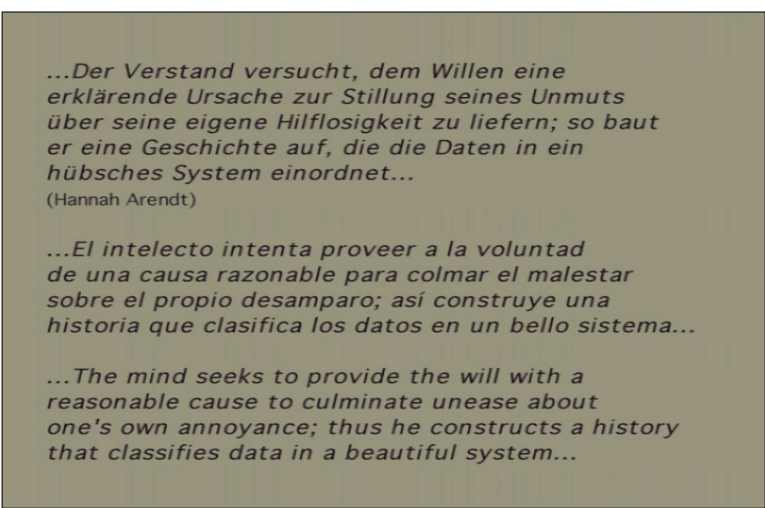 ...Der Verstand versucht, dem Willen eine
erklärende Ursache zur Stillung seines Unmuts
über seine eigene Hilflosigkeit zu liefern; so baut
er eine Geschichte auf, die die Daten in ein
hübsches System einordnet...
(Hannah Arendt)
...El intelecto intenta proveer a la voluntad
de una causa razonable para colmar el malestar
sobre el propio desamparo; así construye una
historia que clasifica los datos en un bello sistema...
...The mind seeks to provide the will with a
reasonable cause to culminate unease about
one's own annoyance; thus he constructs a history
that classifies data in a beautiful system...